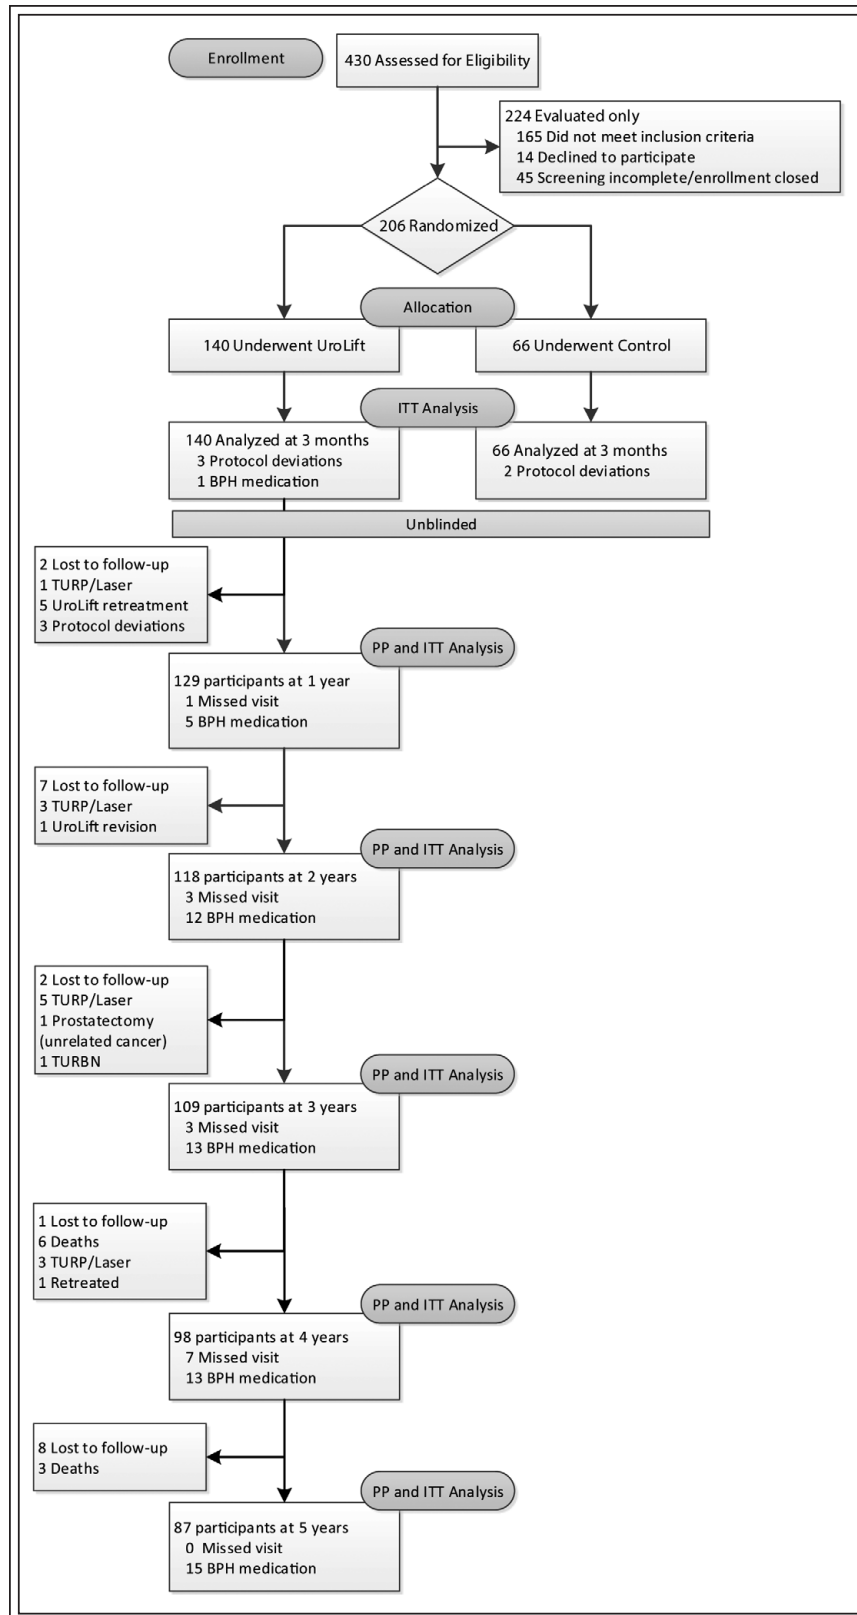 Enrollment
430 Assessed for Eligibility
224 Evaluated only
165 Did not meet inclusion criteria
14 Declined to participate
45 Screening incomplete/enrollment closed
206 Randomized
Allocation
140 Underwent UroLift
66 Underwent Control
ITT Analysis
140 Analyzed at 3 months
3 Protocol deviations
1 BPH medication
66 Analyzed at 3 months
2 Protocol deviations
Unblinded
2 Lost to follow-up
1 TURP/Laser
5 UroLift retreatment
3 Protocol deviations
PP and ITT Analysis
129 participants at 1 year
1 Missed visit
5 BPH medication
7 Lost to follow-up
3 TURP/Laser
1 UroLift revision
PP and ITT Analysis
118 participants at 2 years
3 Missed visit
12 BPH medication
2 Lost to follow-up
5 TURP/Laser
1 Prostatectomy
(unrelated cancer)
1 TURBN
PP and ITT Analysis
109 participants at 3 years
3 Missed visit
13 BPH medication
1 Lost to follow-up
6 Deaths
3 TURP/Laser
1 Retreated
PP and ITT Analysis
98 participants at 4 years
7 Missed visit
13 BPH medication
8 Lost to follow-up
3 Deaths
PP and ITT Analysis
87 participants at 5 years
0 Missed visit
15 BPH medication